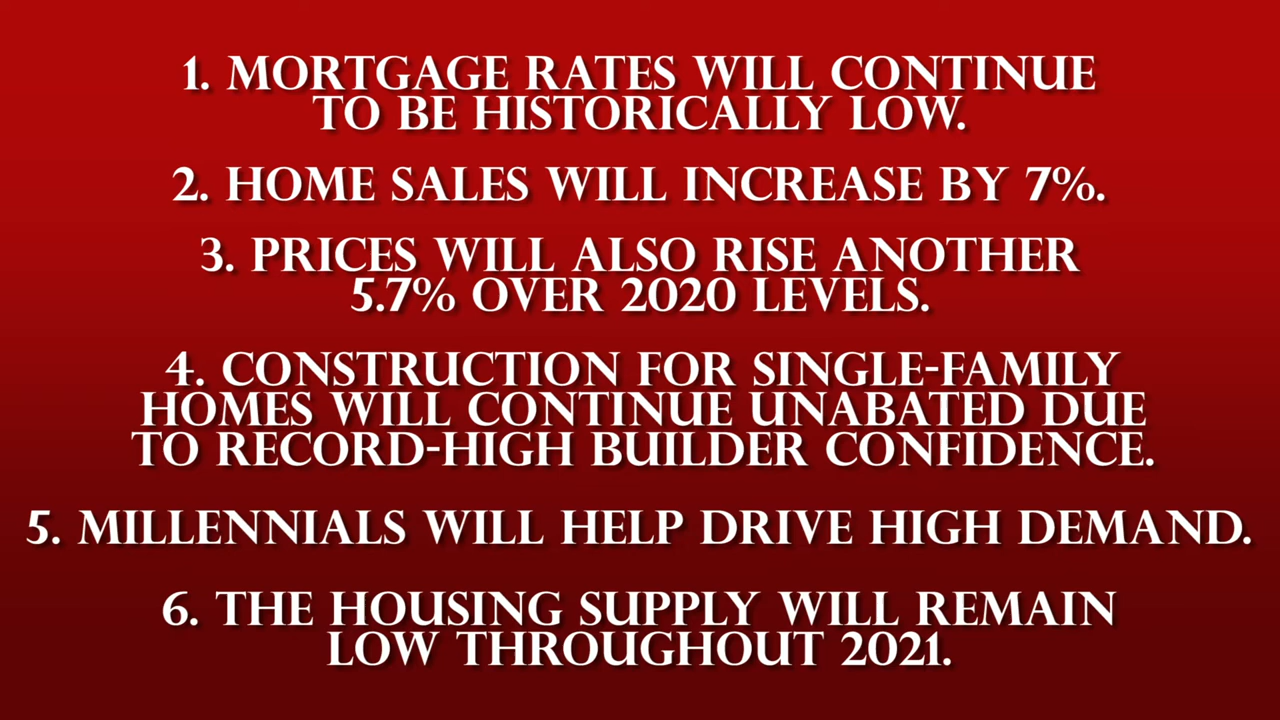 1. MORTGAGE RATES WILL CONTINUE
TO BE HISTORICALLY LOW.
2. HOME SALES WILL INCREASE BY 7%.
3. PRICES WILL ALSO RISE ANOTHER
5.7% OVER 2020 LEVELS.
4. CONSTRUCTION FOR SINGLE-FAMILY
HOMES WILL CONTINUE UNABATED DUE
TO RECORD-HIGH BUILDER CONFIDENCE.
5. MILLENNIALS WILL HELP DRIVE HIGH DEMAND.
6. THE HOUSING SUPPLY WILL REMAIN
LOW THROUGHOUT 2021.